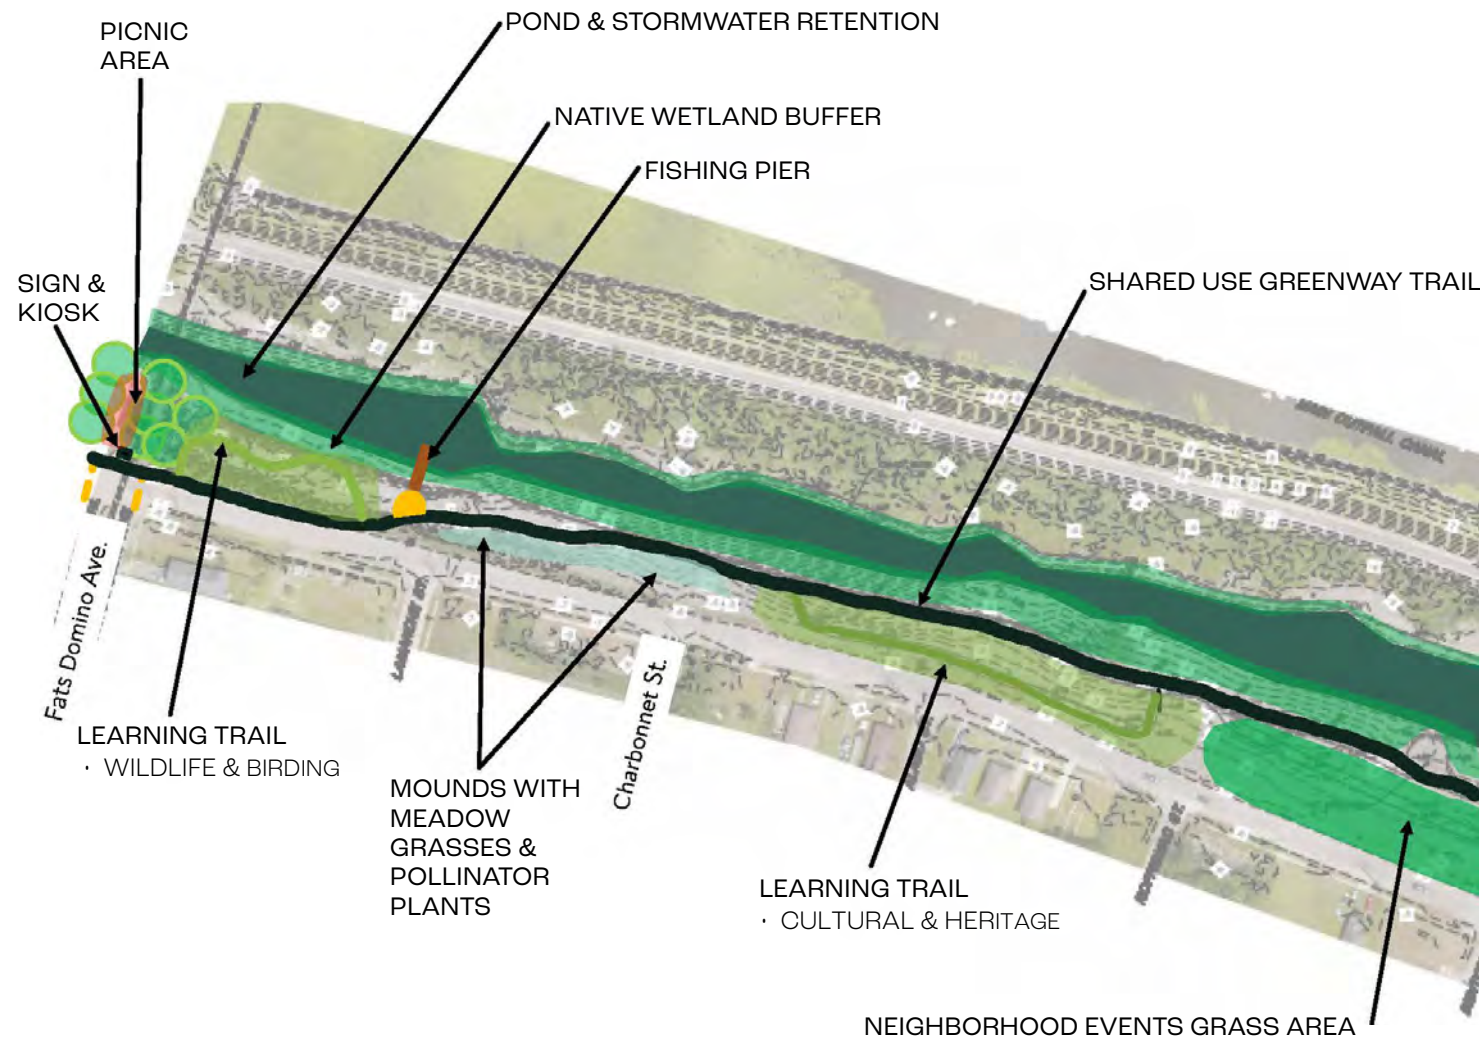 POND & STORMWATER RETENTION
PICNIC
AREA
NATIVE WETLAND BUFFER
FISHING PIER
SIGN &
KIOSK
SHARED USE GREENWAY TRAIL
Fats Domino Ave.
Charbonnet St.
LEARNING TRAIL
· WILDLIFE & BIRDING
MOUNDS WITH
MEADOW
GRASSES &
POLLINATOR
PLANTS
LEARNING TRAIL
· CULTURAL & HERITAGE
NEIGHBORHOOD EVENTS GRASS AREA